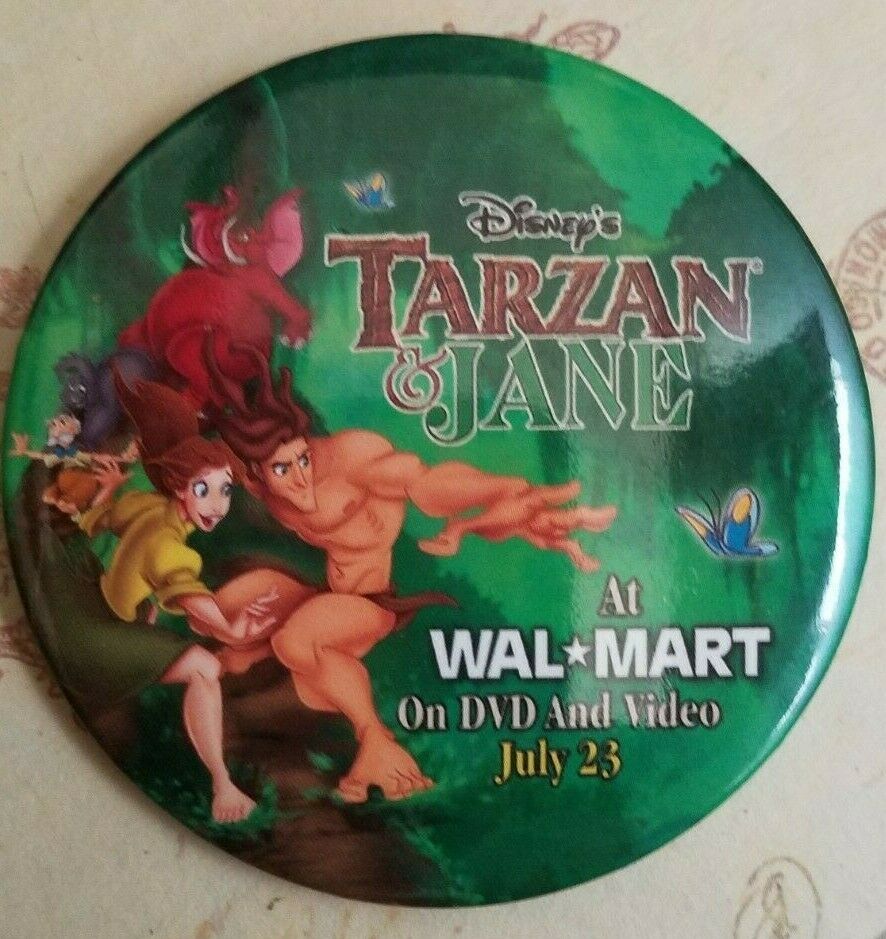 Disney's
TARZAN®
& JANE
At
WAL★MART
On DVD And Video
July 23